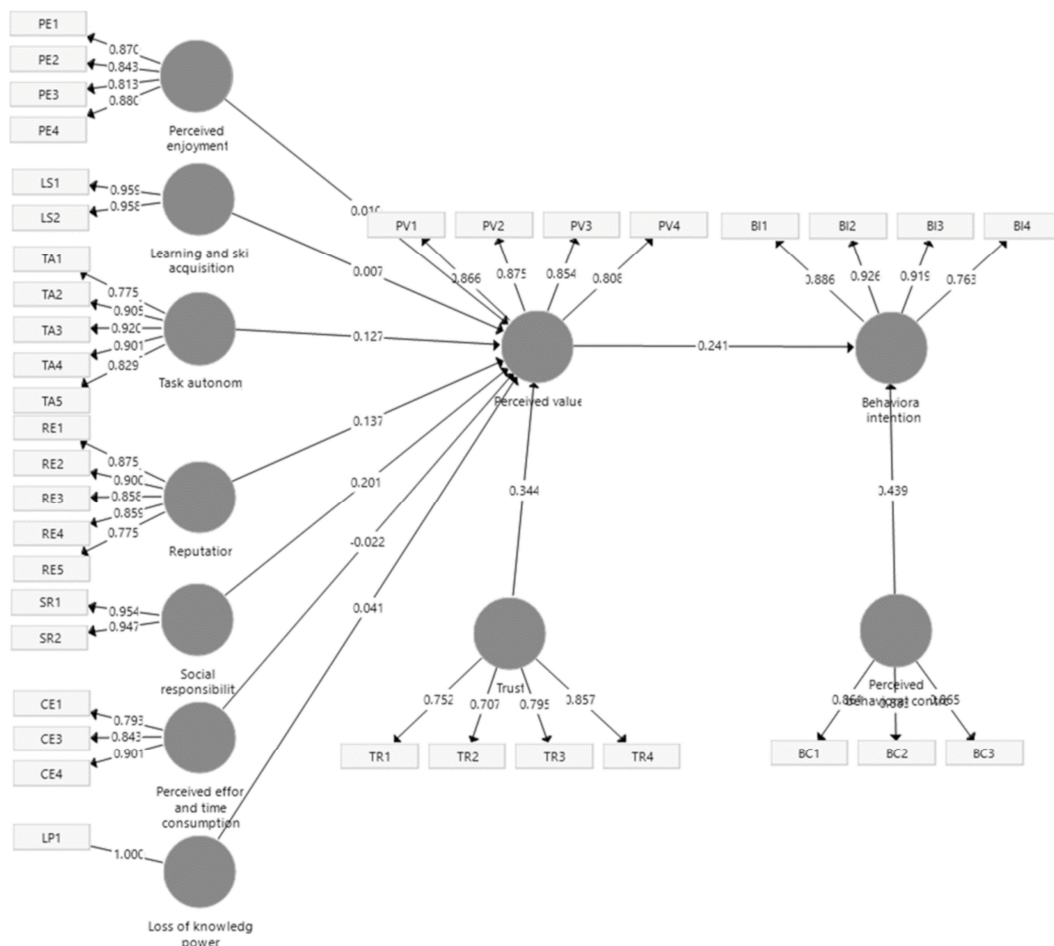 PE1
PE2
PE3
PE4
0.870
0.843
0.813
0.880
Perceived
enjoyment
LS1
LS2
0.959
0.958
Learning and ski
acquisition
TA1
TA2
TA3
TA4
TA5
0.775
0.905
0.920
0.901
0.829
Task autonom
RE1
RE2
RE3
RE4
RE5
0.875
0.900
0.858
0.859
0.775
Reputation
SR1
SR2
0.954
0.947
Social
responsibilit
CE1
CE3
CE4
0.793
0.843
0.901
Perceived effor
and time
consumption
LP1
1.000
Loss of knowledg
power
0.007
0.127
0.137
0.201
-0.022
0.041
PV1
PV2
PV3
PV4
0.866
0.875
0.854
0.808
Perceived value
0.344
Trust
0.752
0.707
0.795
0.857
TR1
TR2
TR3
TR4
0.241
BI1
BI2
BI3
BI4
0.886
0.926
0.919
0.763
Behaviora
intention
0.439
Perceived
behavioral contro
BC1
BC2
BC3